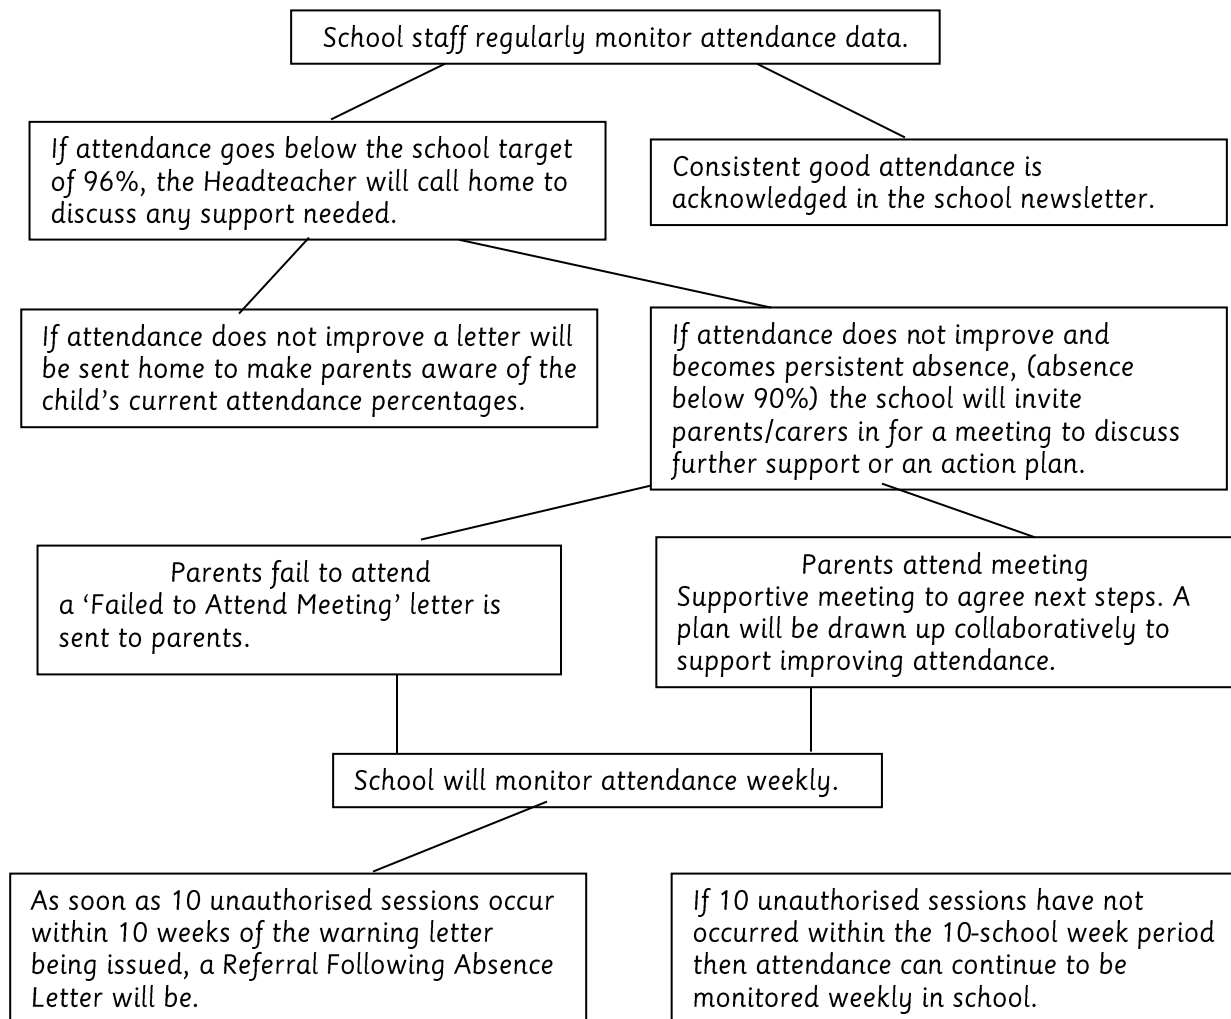 School staff regularly monitor attendance data.
If attendance goes below the school target
of 96%, the Headteacher will call home to
discuss any support needed.
Consistent good attendance is
acknowledged in the school newsletter.
If attendance does not improve a letter will
be sent home to make parents aware of the
child’s current attendance percentages.
If attendance does not improve and
becomes persistent absence, (absence
below 90%) the school will invite
parents/carers in for a meeting to discuss
further support or an action plan.
Parents fail to attend
a ‘Failed to Attend Meeting’ letter is
sent to parents.
Parents attend meeting
Supportive meeting to agree next steps. A
plan will be drawn up collaboratively to
support improving attendance.
School will monitor attendance weekly.
As soon as 10 unauthorised sessions occur
within 10 weeks of the warning letter
being issued, a Referral Following Absence
Letter will be.
If 10 unauthorised sessions have not
occurred within the 10-school week period
then attendance can continue to be
monitored weekly in school.